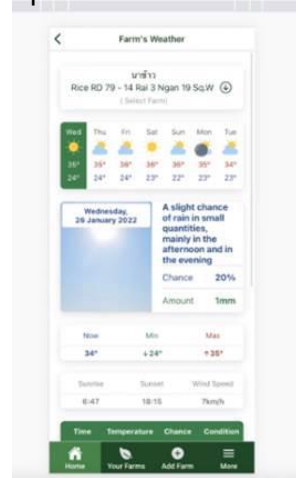 Farm's Weather
นาข้าว
Rice RD 79 - 14 Rai 3 Ngan 19 Sq.W
( Select Farm )
Wed Thu Fri Sat Sun Mon Tue
35° 35° 36° 36° 36° 35° 34°
24° 24° 24° 23° 22° 23° 23°
Wednesday,
26 January 2022
A slight chance
of rain in small
quantities,
mainly in the
afternoon and in
the evening
Chance 20%
Amount 1mm
Now Min Max
34° ↓24° ↑35°
Sunrise Sunset Wind Speed
6:47 18:15 7km/h
Time Temperature Chance Condition
Home Your Farms Add Farm More